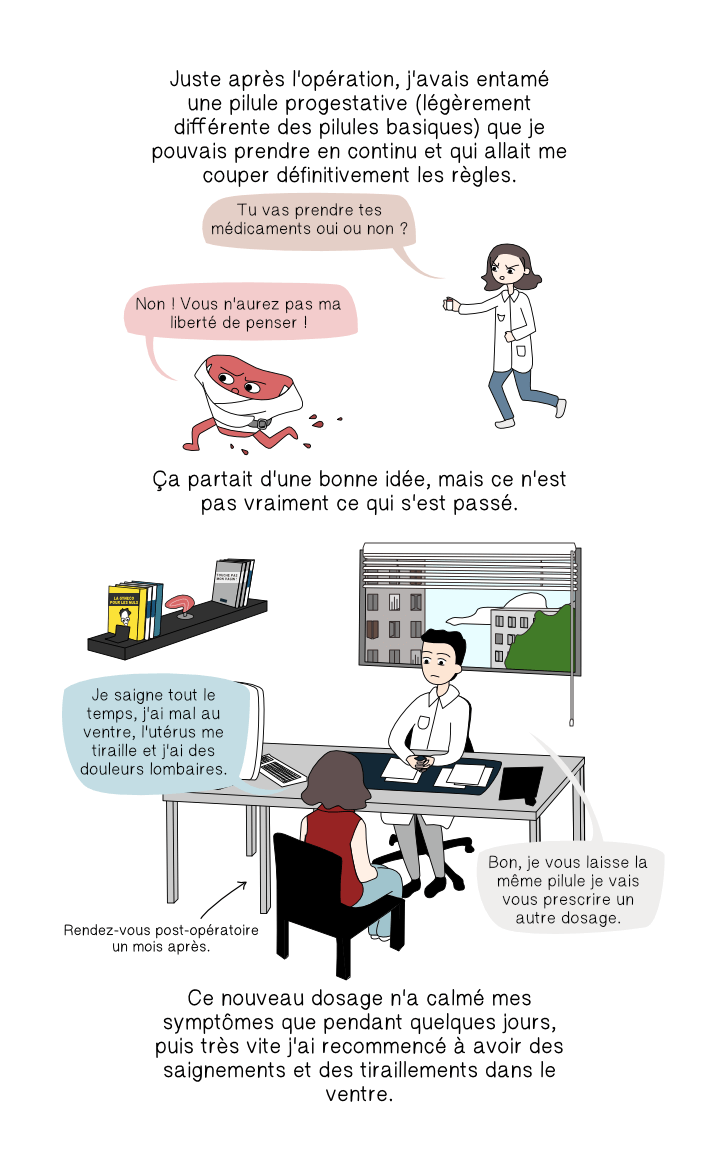 Juste après l'opération, j'avais entamé
une pilule progestative (légèrement
différente des pilules basiques) que je
pouvais prendre en continu et qui allait me
couper définitivement les règles.
Tu vas prendre tes
médicaments oui ou non ?
Non ! Vous n'aurez pas ma
liberté de penser !
Ça partait d'une bonne idée, mais ce n'est
pas vraiment ce qui s'est passé.
TOUCHE PAS
MON VAGIN !
LA GYNECO
POUR LES NULS
Je saigne tout le
temps, j'ai mal au
ventre, l'utérus me
tiraille et j'ai des
douleurs lombaires.
Bon, je vous laisse la
même pilule je vais
vous prescrire un
autre dosage.
Rendez-vous post-opératoire
un mois après.
Ce nouveau dosage n'a calmé mes
symptômes que pendant quelques jours,
puis très vite j'ai recommencé à avoir des
saignements et des tiraillements dans le
ventre.